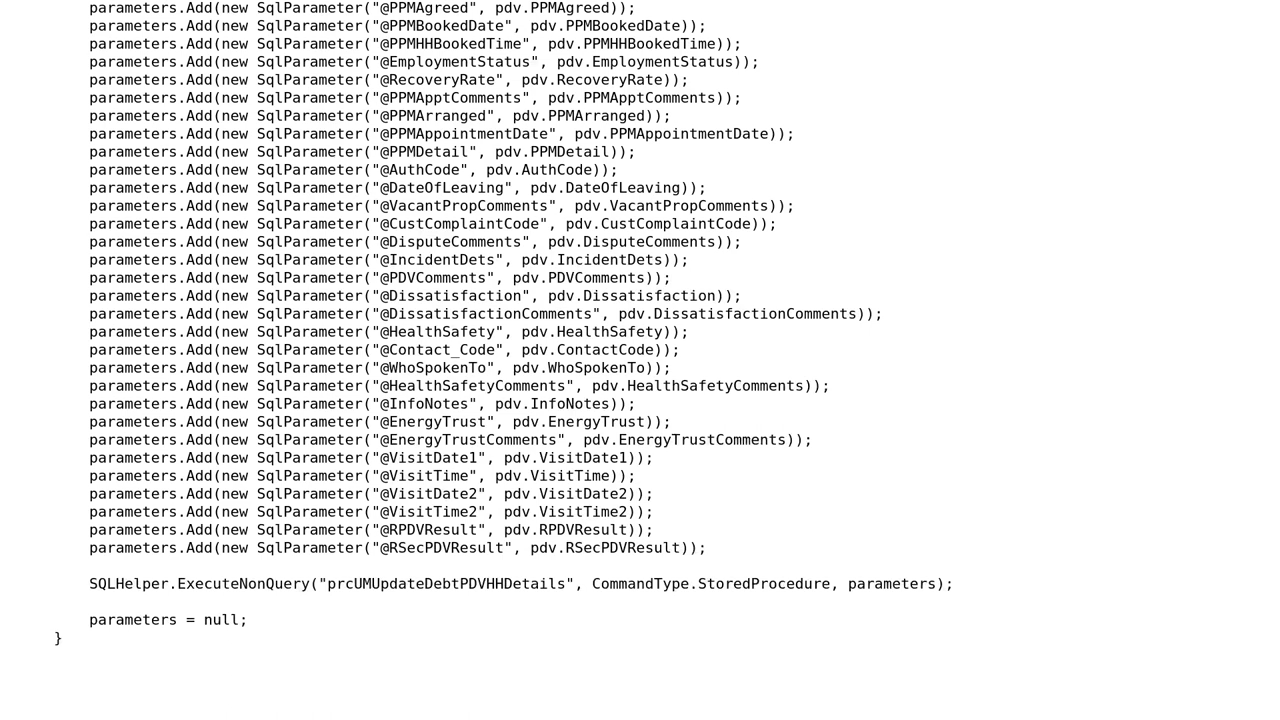 parameters.Add(new SqlParameter("@PPMAgreed", pdv.PPMAgreed));
parameters.Add(new SqlParameter("@PPMBookedDate", pdv.PPMBookedDate));
parameters.Add(new SqlParameter("@PPMHHBookedTime", pdv.PPMHHBookedTime));
parameters.Add(new SqlParameter("@EmploymentStatus", pdv.EmploymentStatus));
parameters.Add(new SqlParameter("@RecoveryRate", pdv.RecoveryRate));
parameters.Add(new SqlParameter("@PPMApptComments", pdv.PPMApptComments));
parameters.Add(new SqlParameter("@PPMArranged", pdv.PPMArranged));
parameters.Add(new SqlParameter("@PPMAppointmentDate", pdv.PPMAppointmentDate));
parameters.Add(new SqlParameter("@PPMDetail", pdv.PPMDetail));
parameters.Add(new SqlParameter("@AuthCode", pdv.AuthCode));
parameters.Add(new SqlParameter("@DateOfLeaving", pdv.DateOfLeaving));
parameters.Add(new SqlParameter("@VacantPropComments", pdv.VacantPropComments));
parameters.Add(new SqlParameter("@CustComplaintCode", pdv.CustComplaintCode));
parameters.Add(new SqlParameter("@DisputeComments", pdv.DisputeComments));
parameters.Add(new SqlParameter("@IncidentDets", pdv.IncidentDets));
parameters.Add(new SqlParameter("@PDVComments", pdv.PDVComments));
parameters.Add(new SqlParameter("@Dissatisfaction", pdv.Dissatisfaction));
parameters.Add(new SqlParameter("@DissatisfactionComments", pdv.DissatisfactionComments));
parameters.Add(new SqlParameter("@HealthSafety", pdv.HealthSafety));
parameters.Add(new SqlParameter("@Contact_Code", pdv.ContactCode));
parameters.Add(new SqlParameter("@WhoSpokenTo", pdv.WhoSpokenTo));
parameters.Add(new SqlParameter("@HealthSafetyComments", pdv.HealthSafetyComments));
parameters.Add(new SqlParameter("@InfoNotes", pdv.InfoNotes));
parameters.Add(new SqlParameter("@EnergyTrust", pdv.EnergyTrust));
parameters.Add(new SqlParameter("@EnergyTrustComments", pdv.EnergyTrustComments));
parameters.Add(new SqlParameter("@VisitDate1", pdv.VisitDate1));
parameters.Add(new SqlParameter("@VisitTime", pdv.VisitTime));
parameters.Add(new SqlParameter("@VisitDate2", pdv.VisitDate2));
parameters.Add(new SqlParameter("@VisitTime2", pdv.VisitTime2));
parameters.Add(new SqlParameter("@RPDVResult", pdv.RPDVResult));
parameters.Add(new SqlParameter("@RSecPDVResult", pdv.RSecPDVResult));
SQLHelper.ExecuteNonQuery("prcUMUpdateDebtPDVHHDetails", CommandType.StoredProcedure, parameters);
parameters = null;
}